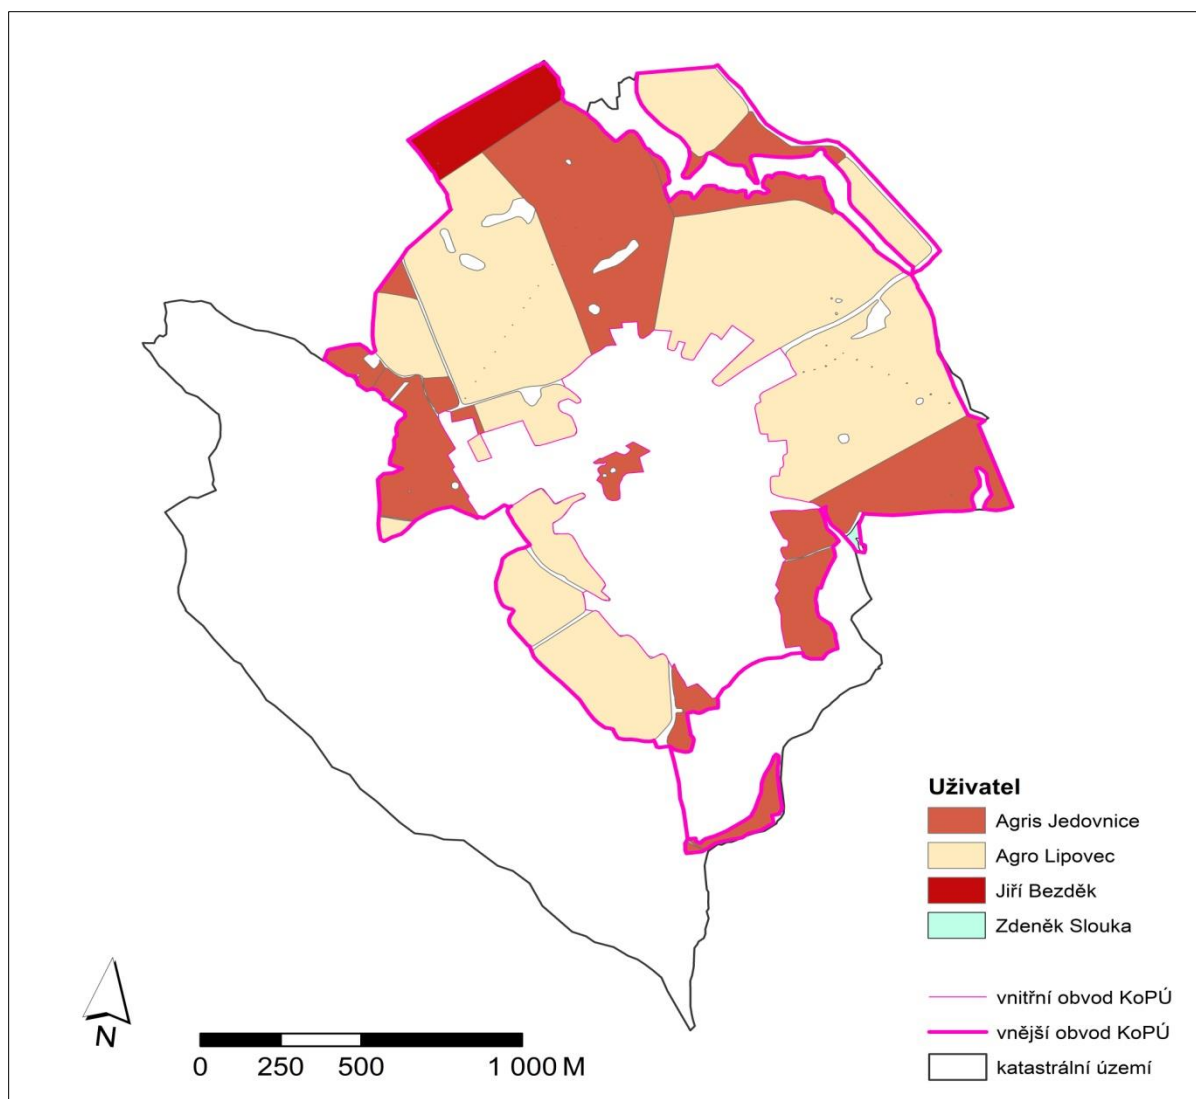 Uživatel
Agris Jedovnice
Agro Lipovec
Jiří Bezděk
Zdeněk Slouka
vnitřní obvod KoPÚ
vnější obvod KoPÚ
katastrální území
N
0 250 500 1 000 M